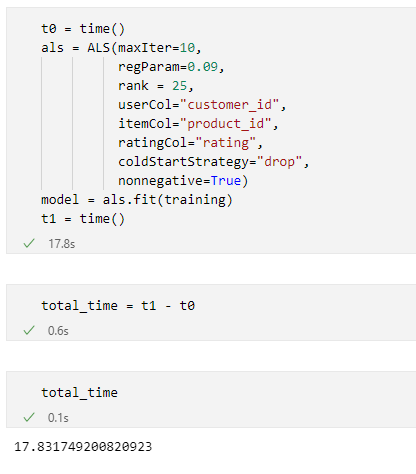 t0 = time()
als = ALS(maxIter=10,
regParam=0.09,
rank = 25,
userCol="customer_id",
itemCol="product_id",
ratingCol="rating",
coldStartStrategy="drop",
nonnegative=True)
model = als.fit(training)
t1 = time()
17.8s
total_time = t1 - t0
0.6s
total_time
0.1s
17.831749200820923